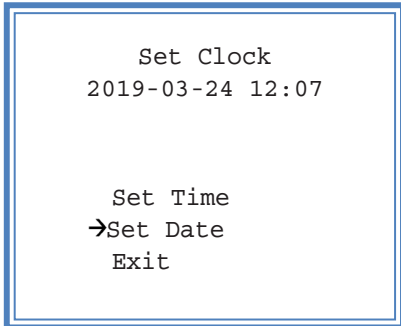 Set Clock
2019-03-24 12:07
Set Time
→Set Date
Exit